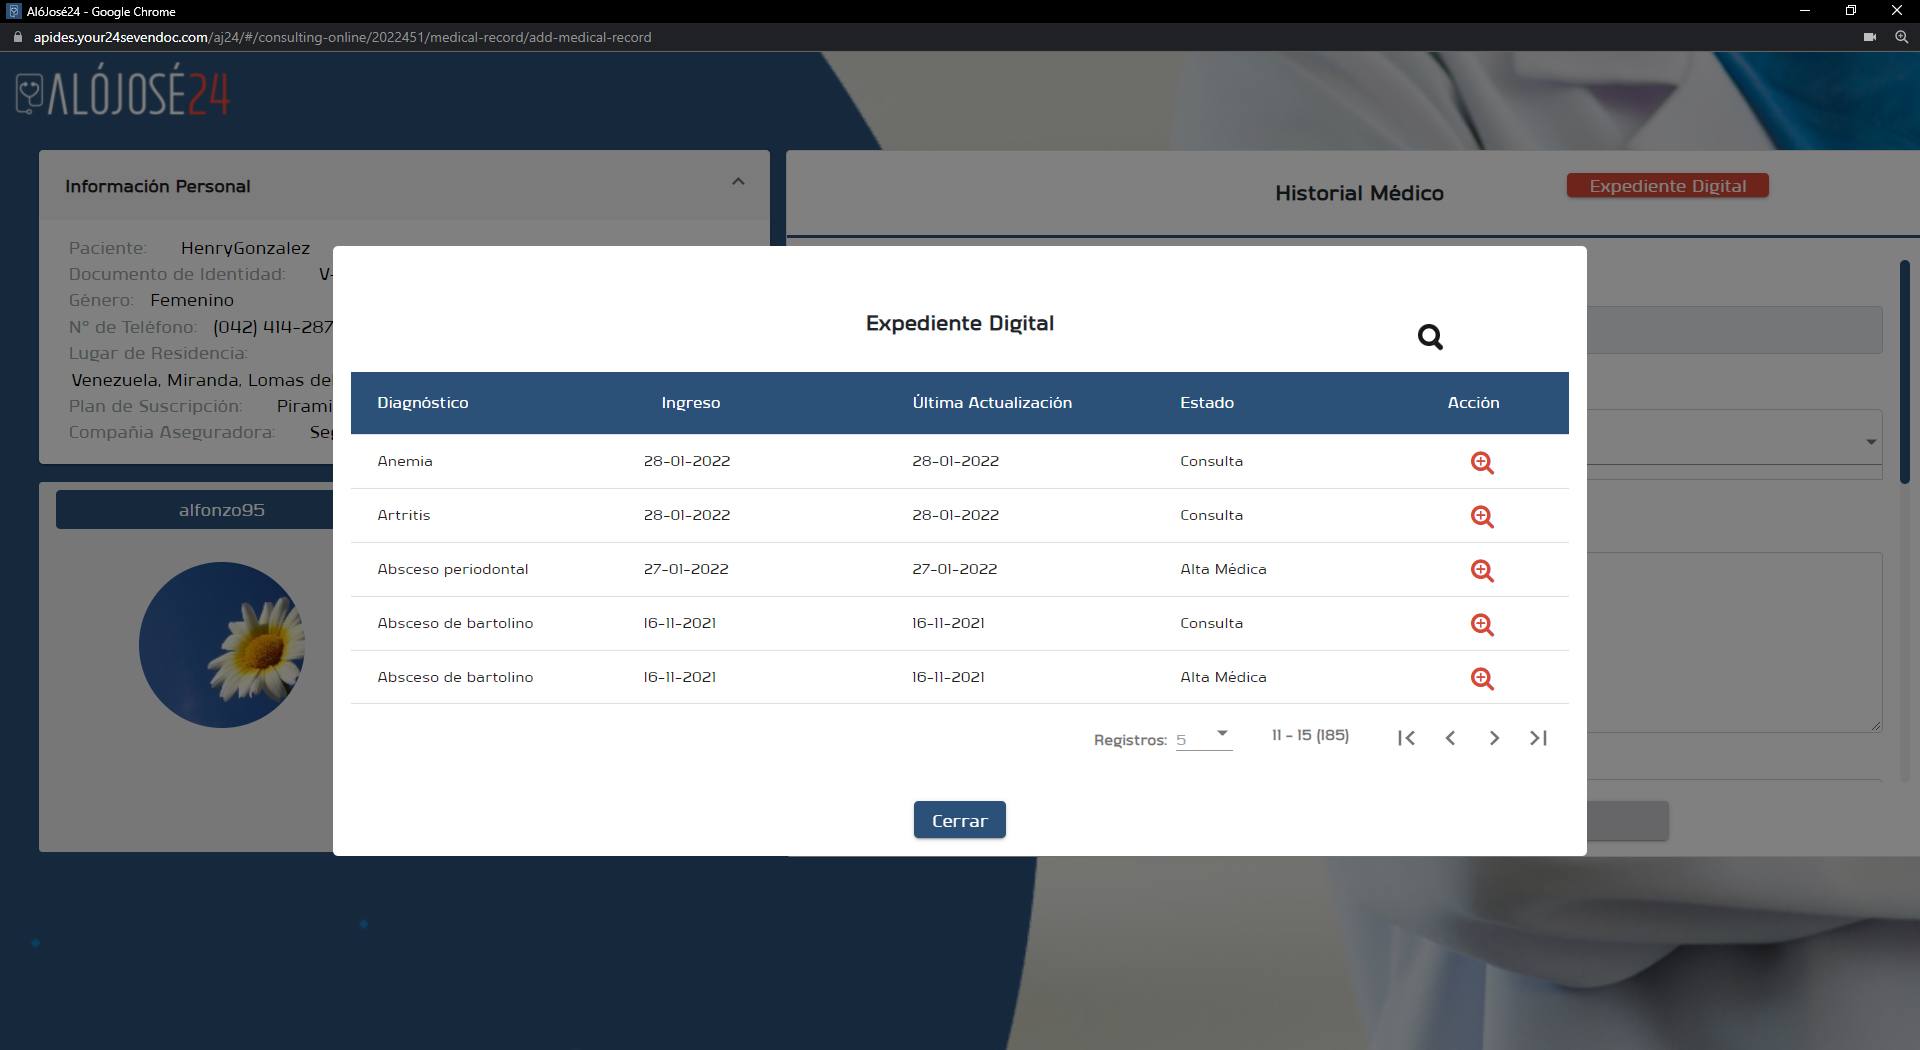 AlóJosé24 - Google Chrome
apides.your24sevendoc.com/aj24/#/consulting-online/2022451/medical-record/add-medical-record
ALÓJOSÉ24
Información Personal
Historial Médico
Expediente Digital
Paciente: HenryGonzalez
Documento de Identidad: V-
Género: Femenino
N° de Teléfono: (042) 414-287
Lugar de Residencia:
Venezuela, Miranda, Lomas del
Plan de Suscripción: Pirami
Compañia Aseguradora: Seg
alfonzo95
Expediente Digital
Diagnóstico Ingreso Última Actualización Estado Acción
Anemia 28-01-2022 28-01-2022 Consulta
Artritis 28-01-2022 28-01-2022 Consulta
Absceso periodontal 27-01-2022 27-01-2022 Alta Médica
Absceso de bartolino 16-11-2021 16-11-2021 Consulta
Absceso de bartolino 16-11-2021 16-11-2021 Alta Médica
Registros: 5 11 - 15 (185)
Cerrar